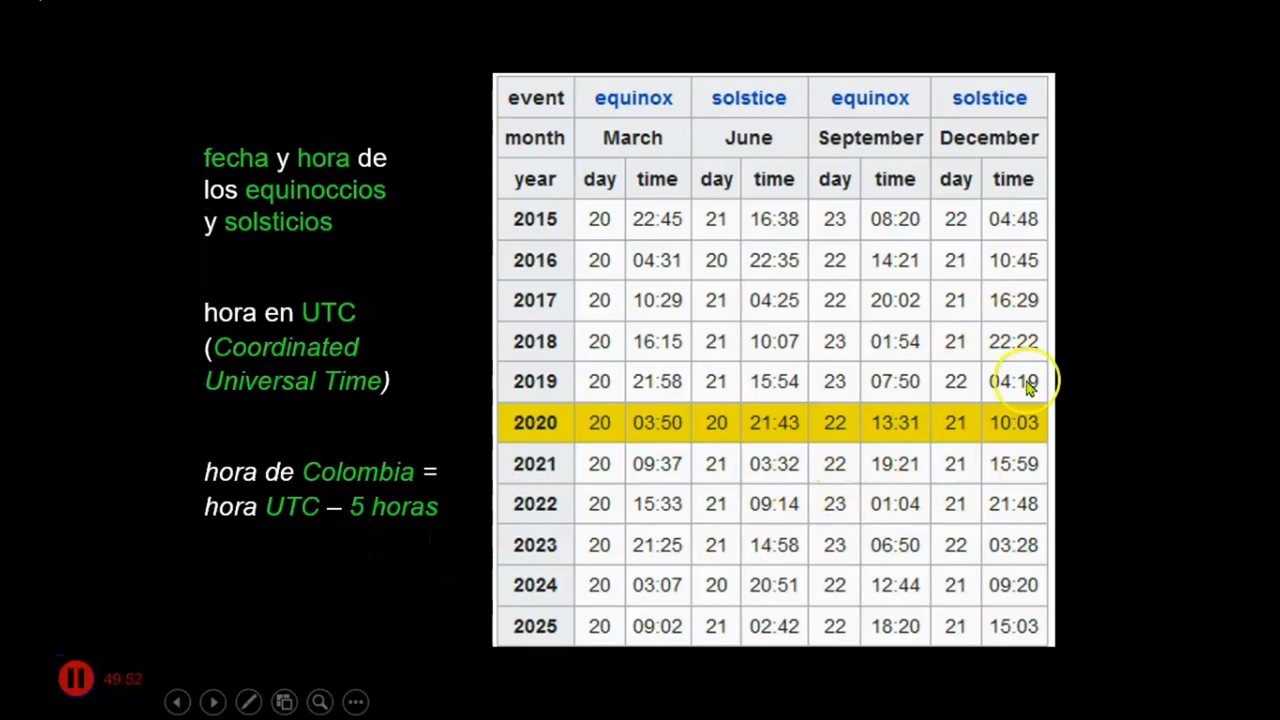 fecha y hora de
los equinoccios
y solsticios
hora en UTC
(Coordinated
Universal Time)
hora de Colombia =
hora UTC – 5 horas
event equinox solstice equinox solstice
month March June September December
year day time day time day time day time
2015 20 22:45 21 16:38 23 08:20 22 04:48
2016 20 04:31 20 22:35 22 14:21 21 10:45
2017 20 10:29 21 04:25 22 20:02 21 16:29
2018 20 16:15 21 10:07 23 01:54 21 22:22
2019 20 21:58 21 15:54 23 07:50 22 04:19
2020 20 03:50 20 21:43 22 13:31 21 10:03
2021 20 09:37 21 03:32 22 19:21 21 15:59
2022 20 15:33 21 09:14 23 01:04 21 21:48
2023 20 21:25 21 14:58 23 06:50 22 03:28
2024 20 03:07 20 20:51 22 12:44 21 09:20
2025 20 09:02 21 02:42 22 18:20 21 15:03
49:52